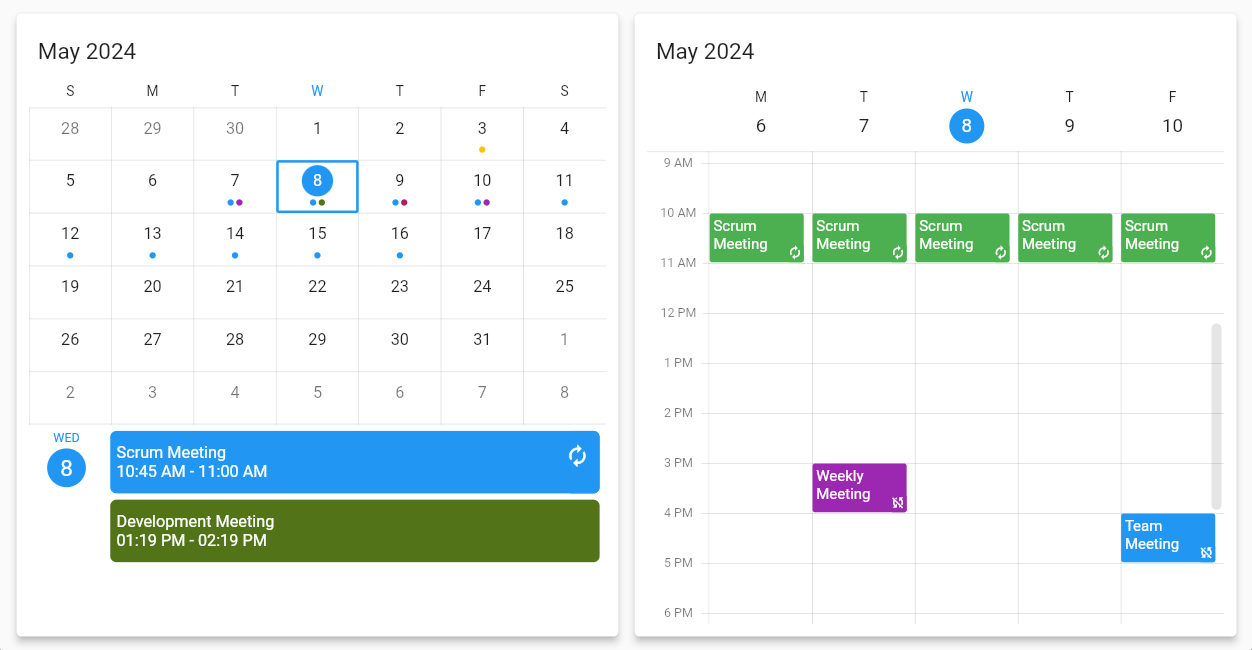 May 2024
S M T W T F S
28 29 30 1 2 3 4
5 6 7 8 9 10 11
12 13 14 15 16 17 18
19 20 21 22 23 24 25
26 27 28 29 30 31 1
2 3 4 5 6 7 8
WED
8
Scrum Meeting
10:45 AM - 11:00 AM
Development Meeting
01:19 PM - 02:19 PM
May 2024
M T W T F
6 7 8 9 10
9 AM
10 AM
Scrum Scrum Scrum Scrum Scrum
Meeting Meeting Meeting Meeting Meeting
11 AM
12 PM
1 PM
2 PM
3 PM
Weekly
Meeting
4 PM
Team
Meeting
5 PM
6 PM